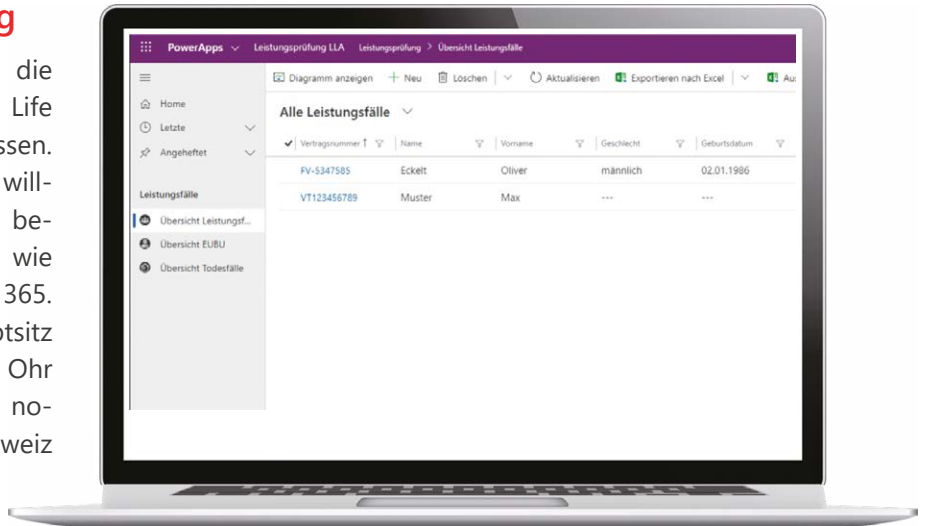 g
die
Life
ssen.
will-
be-
wie
365.
otsitz
Ohr
no-
weiz
PowerApps Leistungsprüfung LLA Leistungsprüfung > Übersicht Leistungsfälle
Diagramm anzeigen + Neu Löschen Aktualisieren Exportieren nach Excel Au
Home
Letzte
Angeheftet
Leistungsfälle
Übersicht Leistungsf...
Übersicht EUBU
Übersicht Todesfälle
Alle Leistungsfälle
Vertragsnummer ↑ Name Vorname Geschlecht Geburtsdatum
FV-5347585 Eckelt Oliver männlich 02.01.1986
VT123456789 Muster Max --- ---